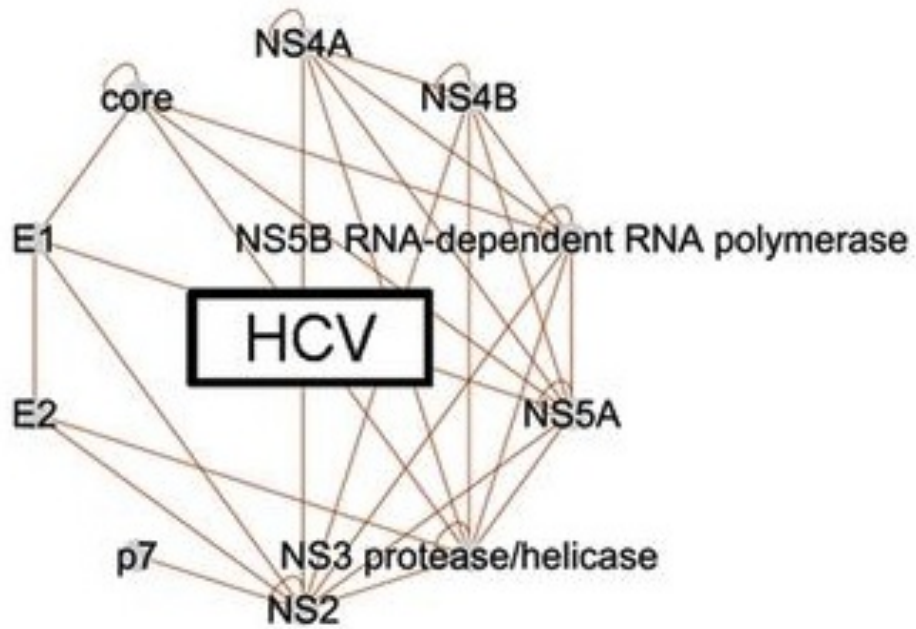 NS4A
core
NS4B
E1
NS5B RNA-dependent RNA polymerase
HCV
E2
NS5A
p7
NS3 protease/helicase
NS2